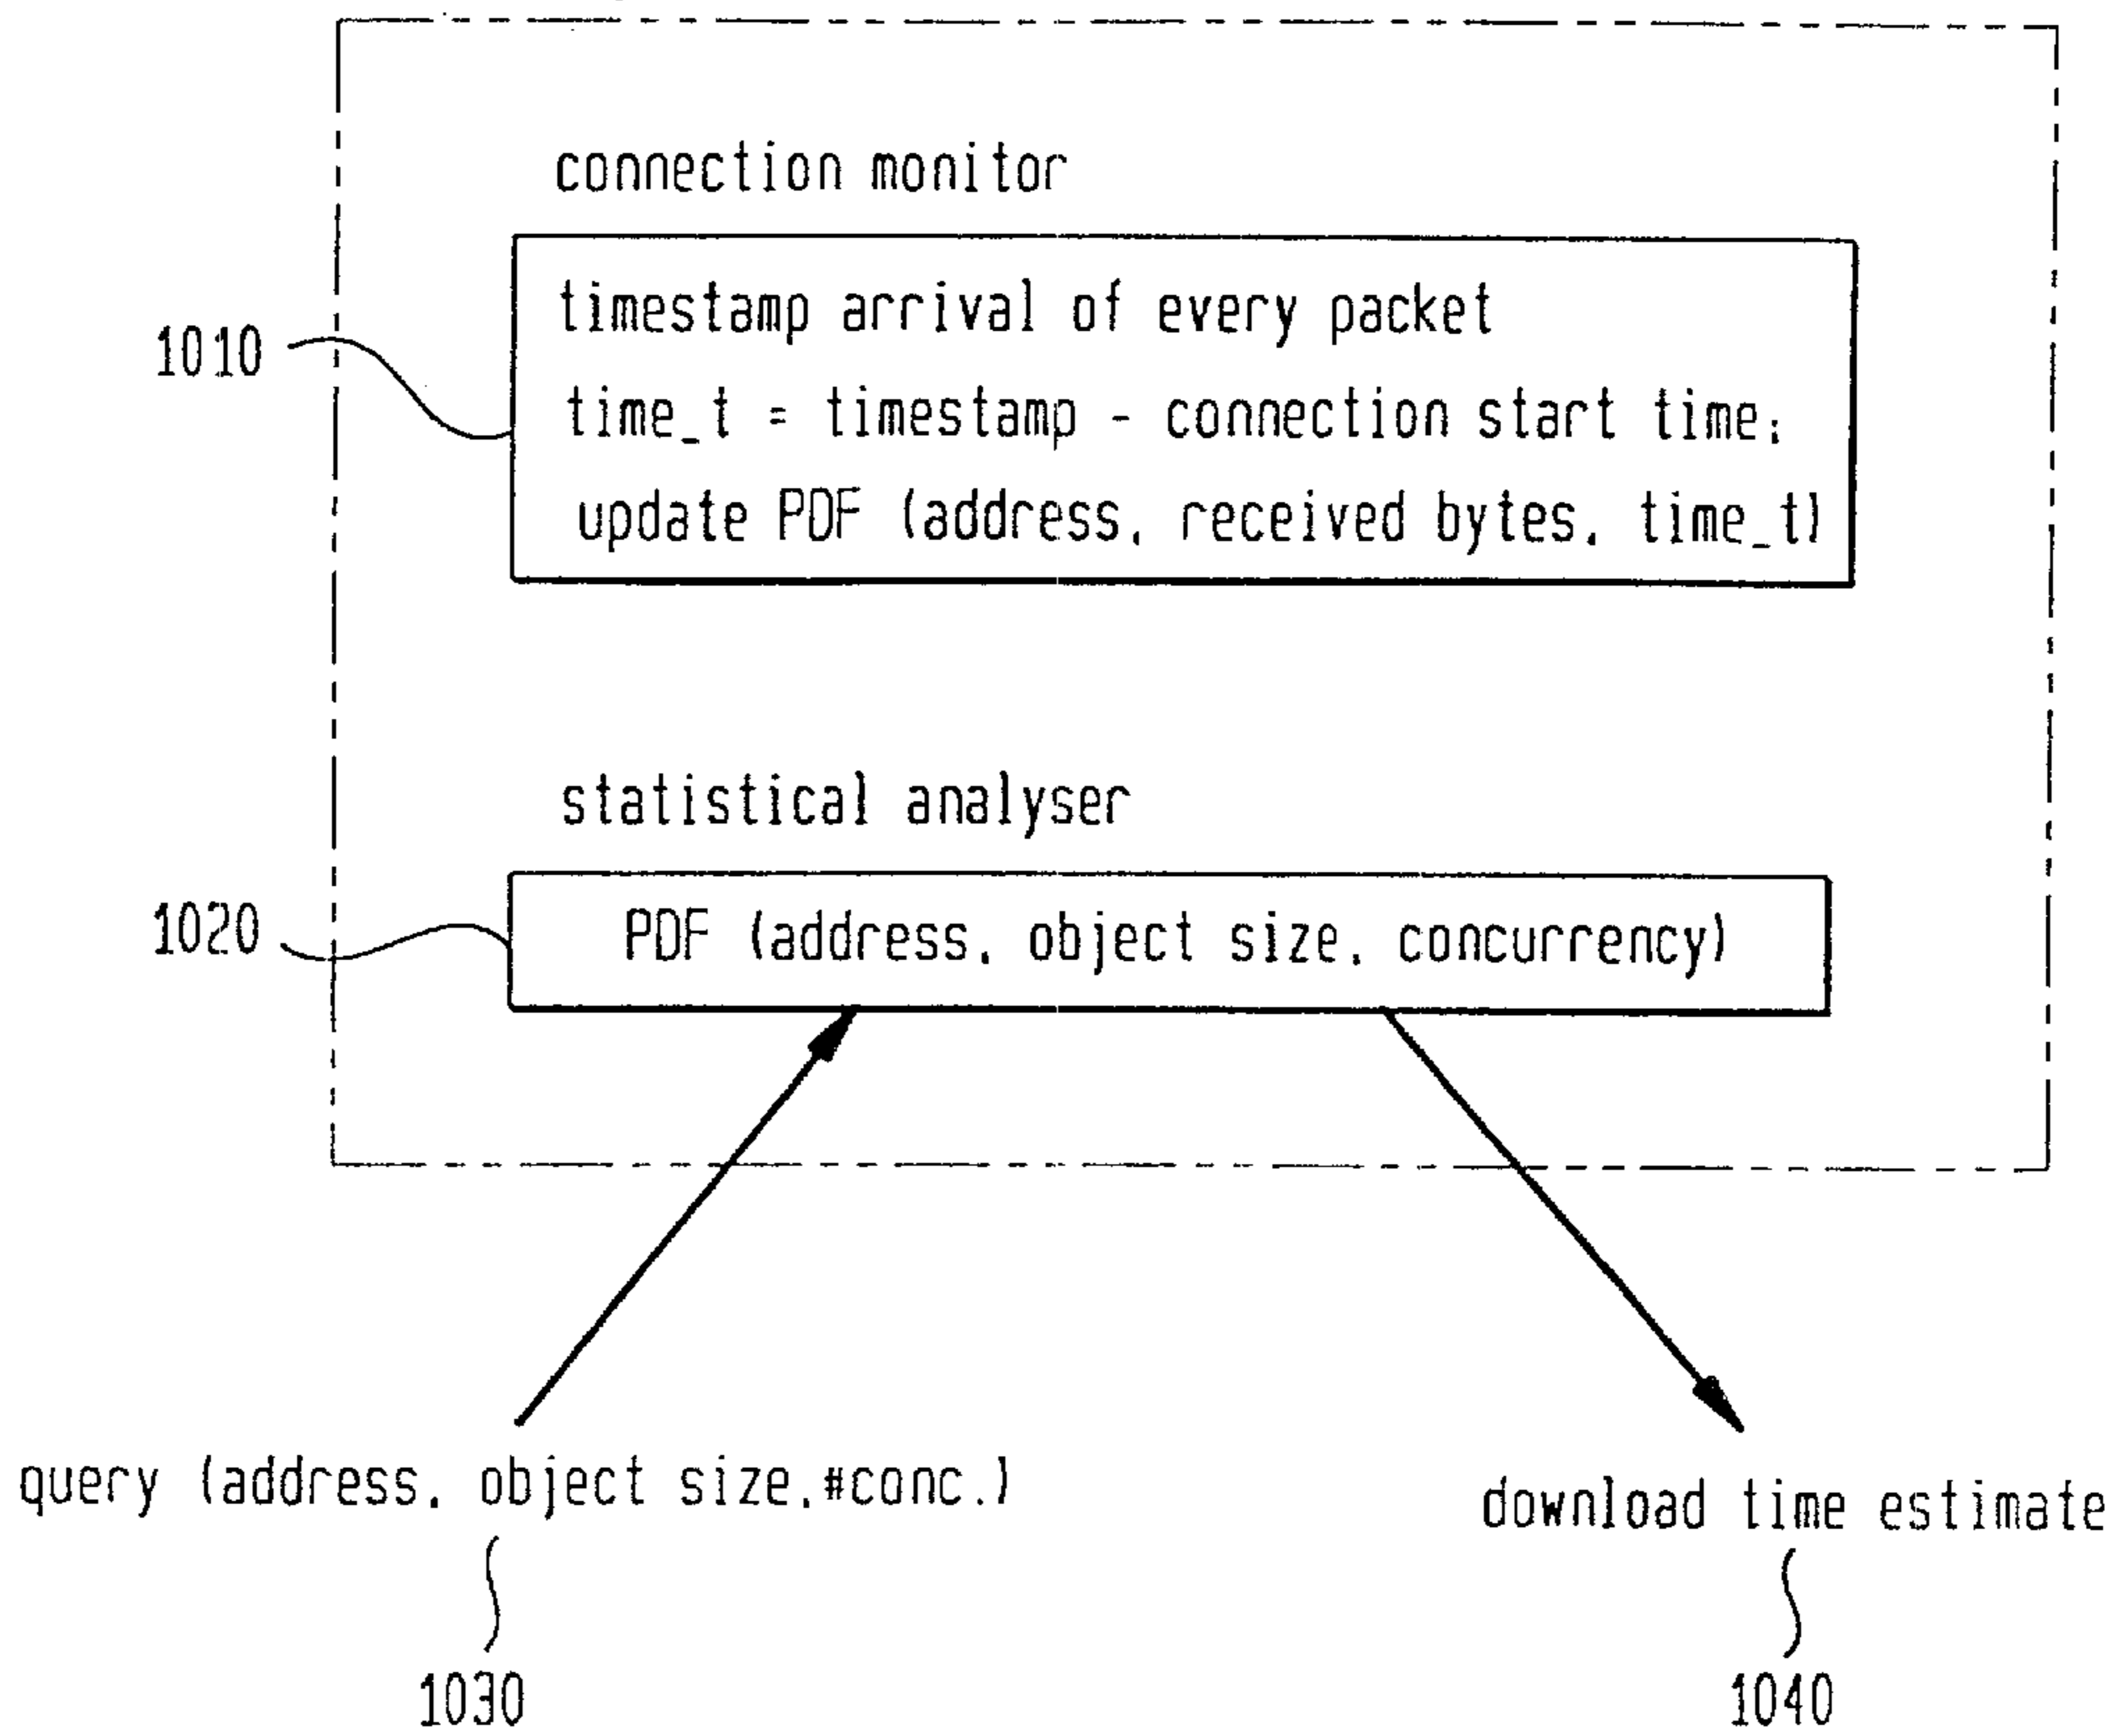 connection monitor
timestamp arrival of every packet
1010
time_t = timestamp - connection start time;
update PDF (address, received bytes, time_t)
statistical analyser
1020
PDF (address, object size, concurrency)
query (address, object size,#conc.)
download time estimate
1030
1040